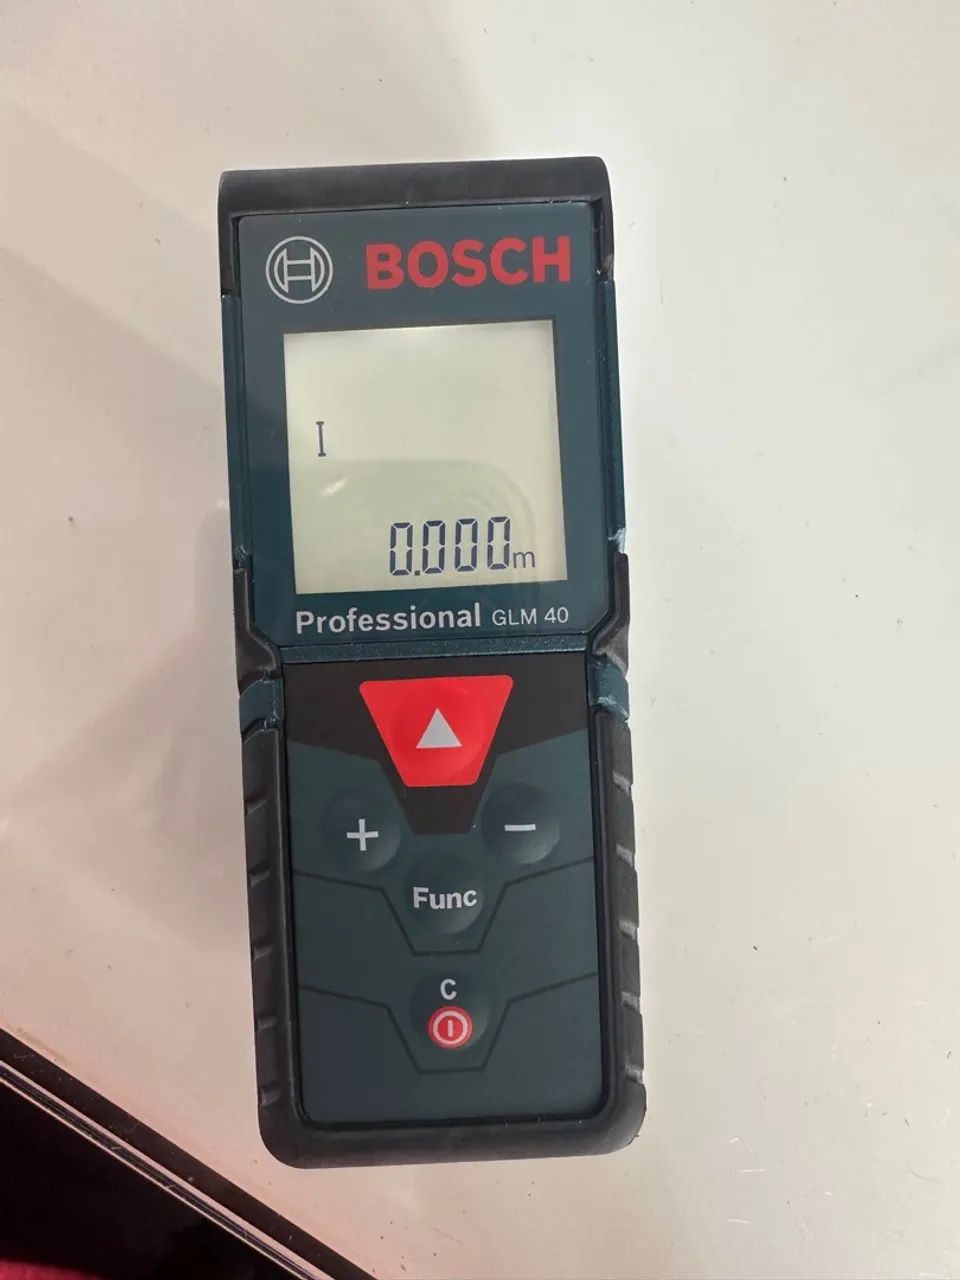 BOSCH
I
0.000m
Professional GLM 40
+ −
Func
C